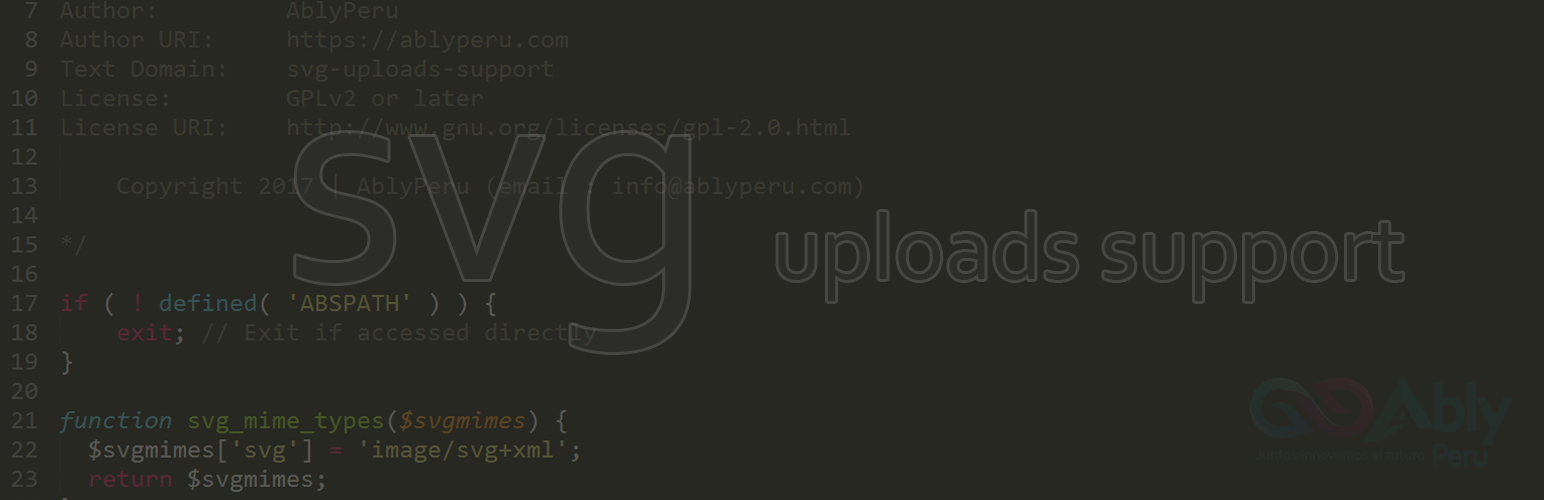 7 Author: AblyPeru
8 Author URI: https://ablyperu.com
9 Text Domain: svg-uploads-support
10 License: GPLv2 or later
11 License URI: http://www.gnu.org/licenses/gpl-2.0.html
12
13 Copyright 2017 | AblyPeru (email : info@ablyperu.com)
14
15 */
16
17 if ( ! defined( 'ABSPATH' ) ) {
18 exit; // Exit if accessed directly
19 }
20
21 function svg_mime_types($svgmimes) {
22 $svgmimes['svg'] = 'image/svg+xml';
23 return $svgmimes;
svg uploads support
Ably
Peru